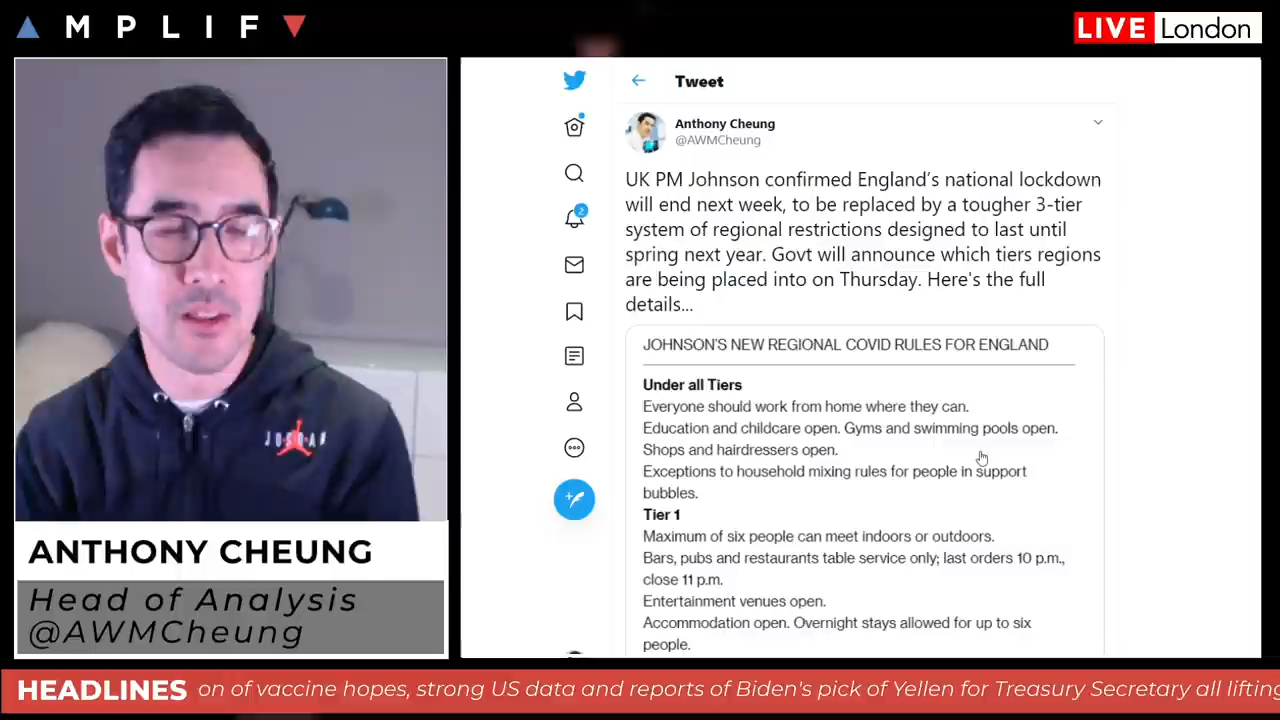 AMPLIFY
LIVE London
Tweet
Anthony Cheung
@AWMCheung
UK PM Johnson confirmed England's national lockdown
will end next week, to be replaced by a tougher 3-tier
system of regional restrictions designed to last until
spring next year. Govt will announce which tiers regions
are being placed into on Thursday. Here's the full
details...
JOHNSON'S NEW REGIONAL COVID RULES FOR ENGLAND
Under all Tiers
Everyone should work from home where they can.
Education and childcare open. Gyms and swimming pools open.
Shops and hairdressers open.
Exceptions to household mixing rules for people in support
bubbles.
Tier 1
Maximum of six people can meet indoors or outdoors.
Bars, pubs and restaurants table service only; last orders 10 p.m.,
close 11 p.m.
Entertainment venues open.
Accommodation open. Overnight stays allowed for up to six
people.
2
JORDAN
ANTHONY CHEUNG
Head of Analysis
@AWMCheung
HEADLINES on of vaccine hopes, strong US data and reports of Biden's pick of Yellen for Treasury Secretary all lifting